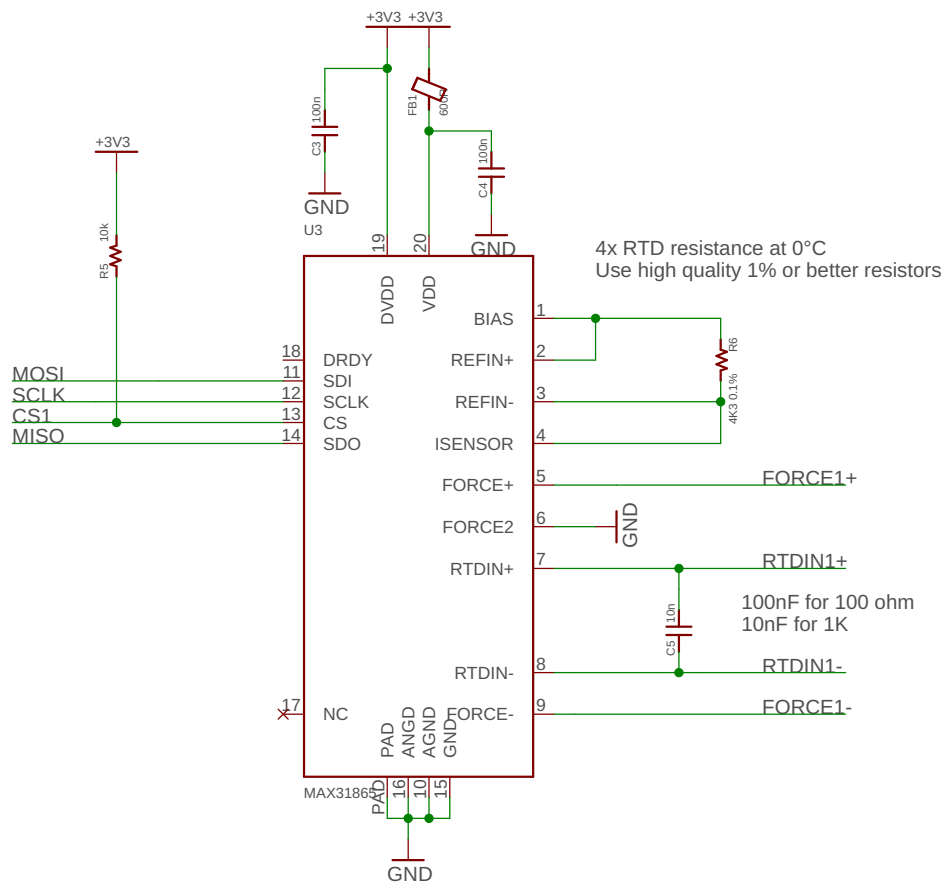 +3V3 +3V3
100n
C3
FB1
600R
100n
C4
+3V3
GND
U3
GND
10k
R5
19
20
4x RTD resistance at 0°C
Use high quality 1% or better resistors
DVDD
VDD
BIAS
1
18
DRDY
REFIN+
2
R6
MOSI
11
SDI
SCLK
12
SCLK
REFIN-
3
4K3 0.1%
CS1
13
CS
MISO
14
SDO
ISENSOR
4
FORCE+
5
FORCE1+
FORCE2
6
GND
RTDIN+
7
RTDIN1+
10n
C5
100nF for 100 ohm
10nF for 1K
RTDIN-
8
RTDIN1-
17
NC
FORCE-
9
FORCE1-
PAD
ANGD
AGND
GND
MAX31865
PAD
16
10
15
GND